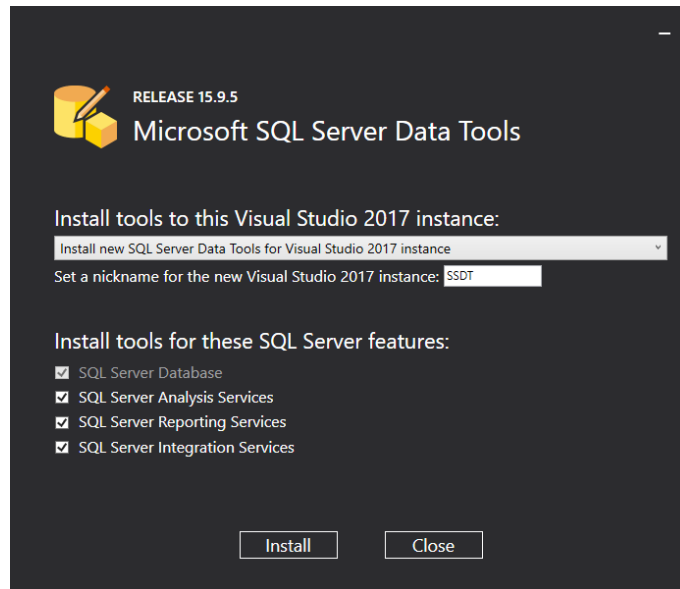 RELEASE 15.9.5
Microsoft SQL Server Data Tools
Install tools to this Visual Studio 2017 instance:
Install new SQL Server Data Tools for Visual Studio 2017 instance
Set a nickname for the new Visual Studio 2017 instance: SSDT
Install tools for these SQL Server features:
SQL Server Database
SQL Server Analysis Services
SQL Server Reporting Services
SQL Server Integration Services
Install Close